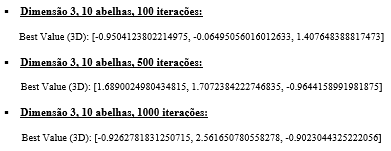 ▪ Dimensão 3, 10 abelhas, 100 iterações:
Best Value (3D): [-0.9504123802214975, -0.06495056016012633, 1.407648388817473]
▪ Dimensão 3, 10 abelhas, 500 iterações:
Best Value (3D): [1.6890024980434815, 1.7072384222746835, -0.9644158991981875]
▪ Dimensão 3, 10 abelhas, 1000 iterações:
Best Value (3D): [-0.9262781831250715, 2.561650780558278, -0.9023044325222056]